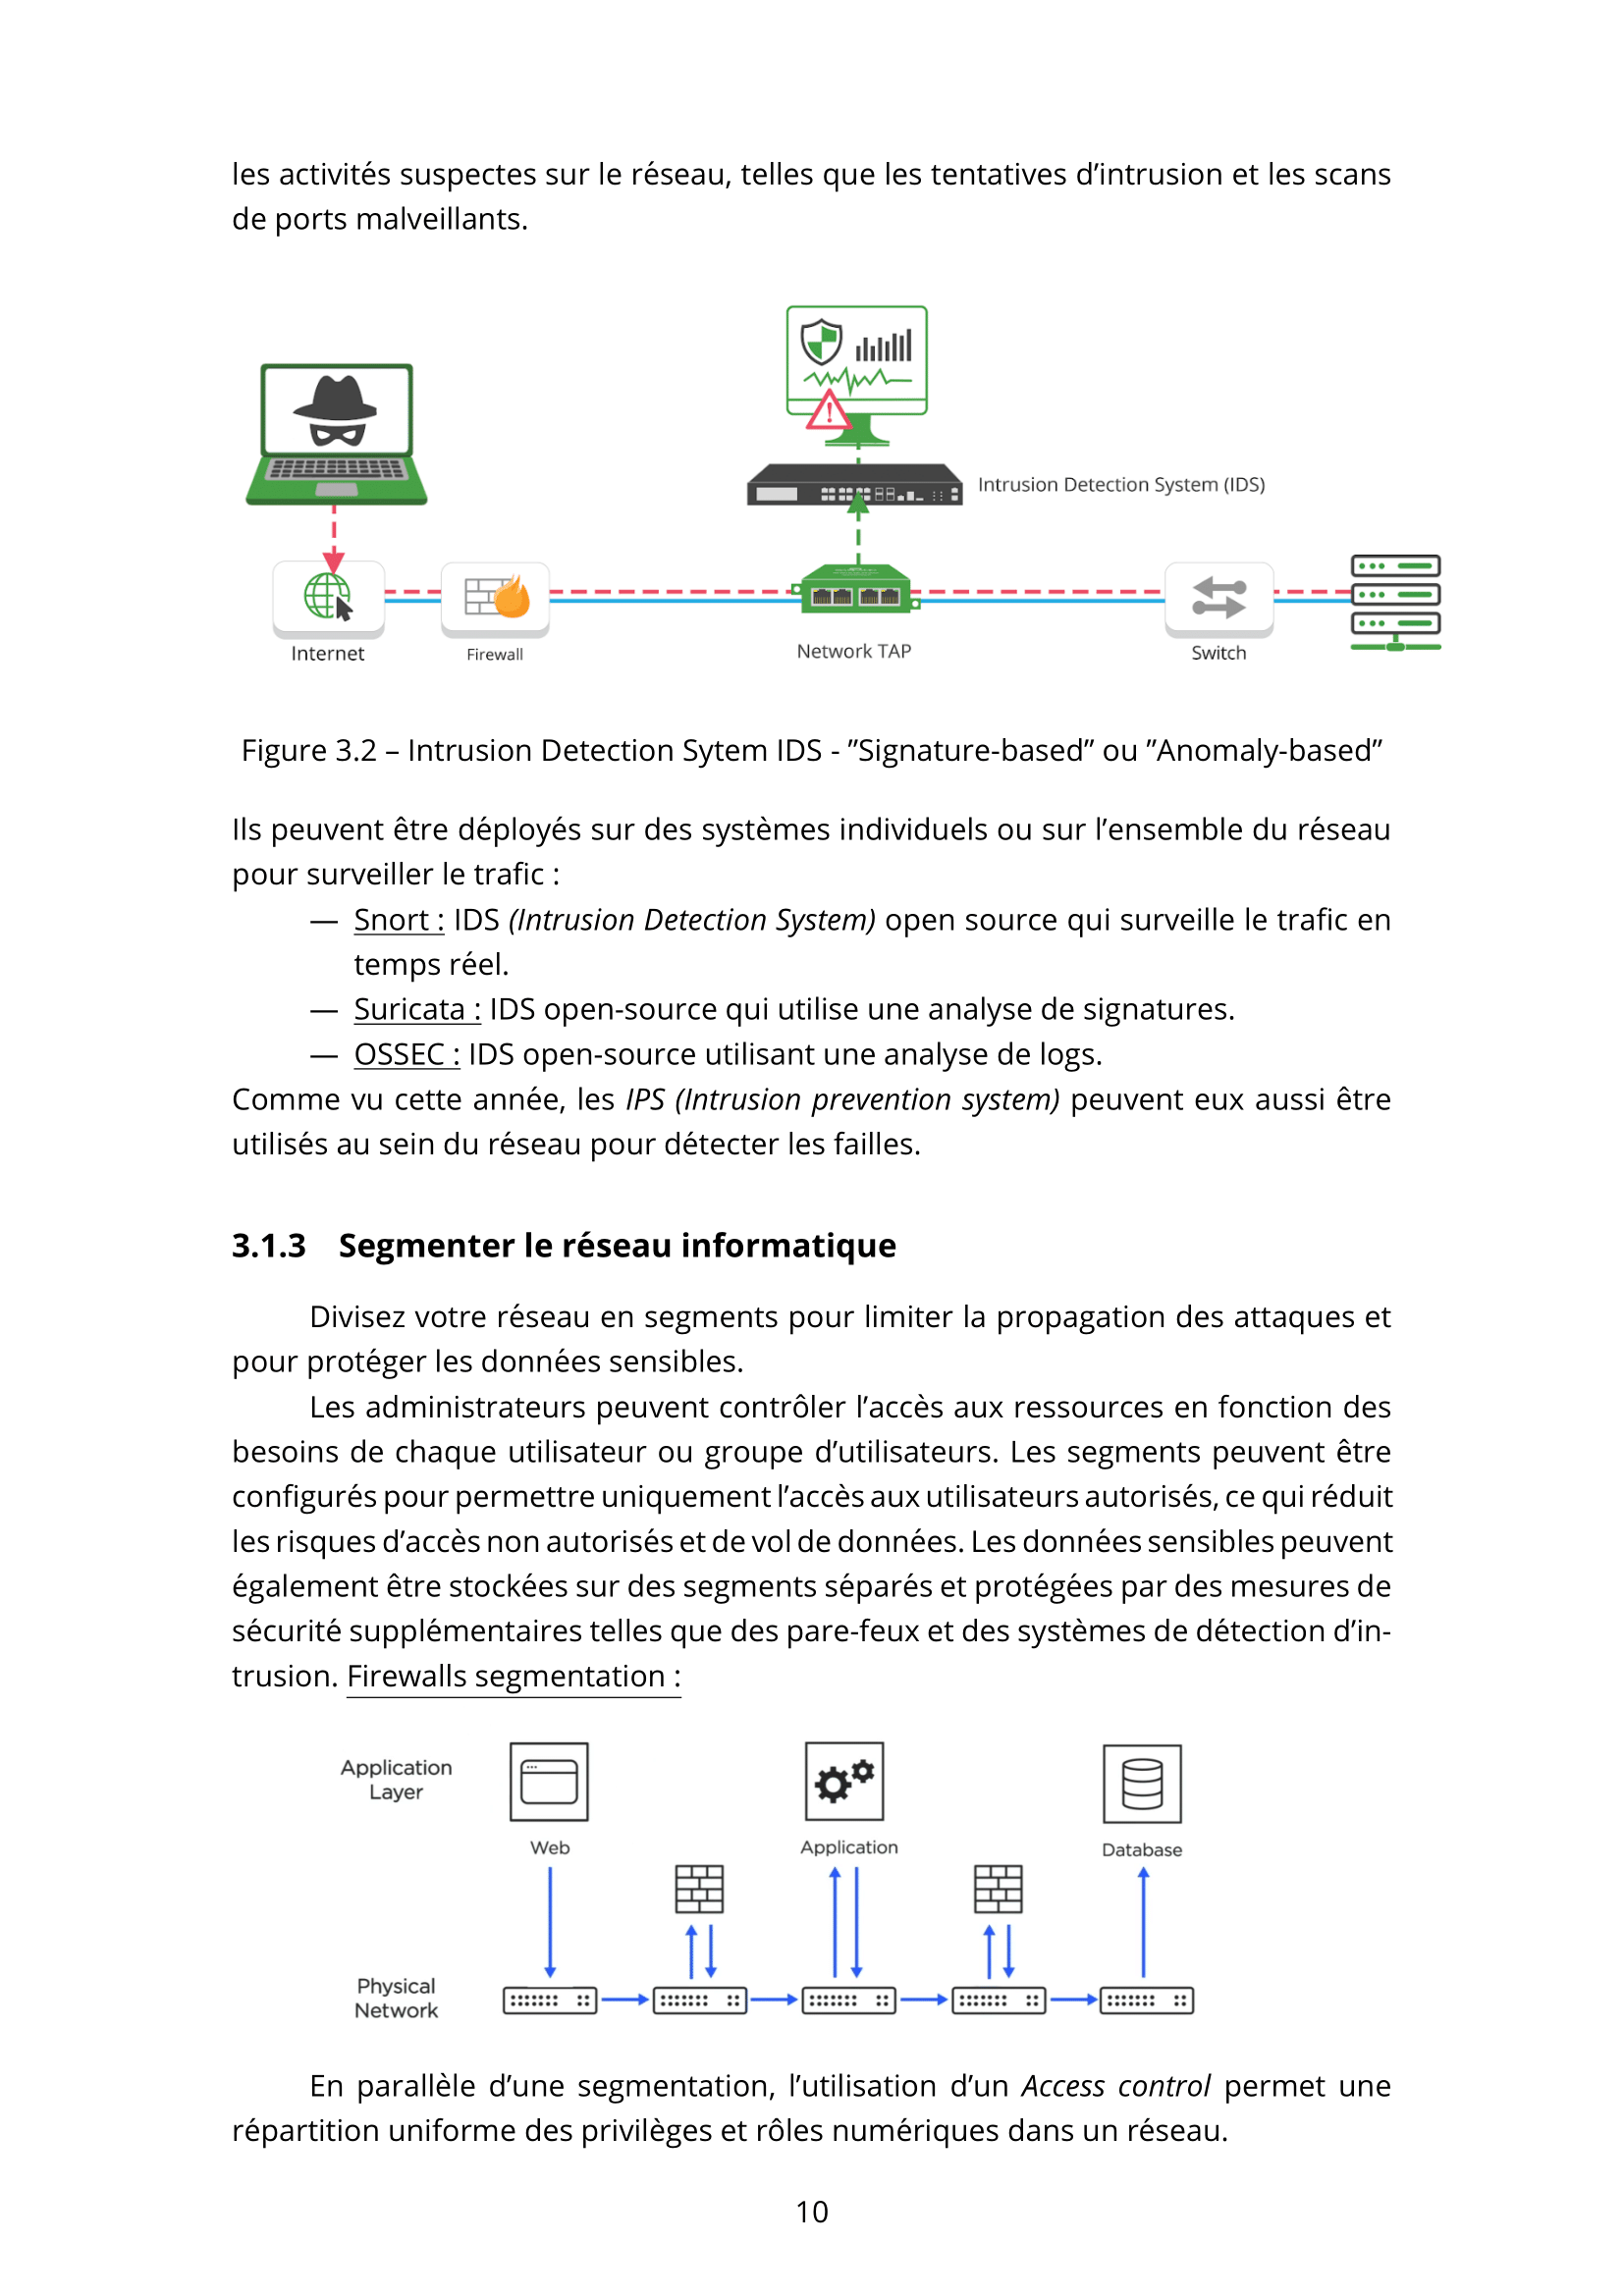 les activités suspectes sur le réseau, telles que les tentatives d’intrusion et les scans
de ports malveillants.
Intrusion Detection System (IDS)
Internet
Firewall
Network TAP
Switch
Figure 3.2 – Intrusion Detection Sytem IDS - ”Signature-based” ou ”Anomaly-based”
Ils peuvent être déployés sur des systèmes individuels ou sur l’ensemble du réseau
pour surveiller le trafic :
— Snort : IDS (Intrusion Detection System) open source qui surveille le trafic en
temps réel.
— Suricata : IDS open-source qui utilise une analyse de signatures.
— OSSEC : IDS open-source utilisant une analyse de logs.
Comme vu cette année, les IPS (Intrusion prevention system) peuvent eux aussi être
utilisés au sein du réseau pour détecter les failles.
3.1.3 Segmenter le réseau informatique
Divisez votre réseau en segments pour limiter la propagation des attaques et
pour protéger les données sensibles.
Les administrateurs peuvent contrôler l’accès aux ressources en fonction des
besoins de chaque utilisateur ou groupe d’utilisateurs. Les segments peuvent être
configurés pour permettre uniquement l’accès aux utilisateurs autorisés, ce qui réduit
les risques d’accès non autorisés et de vol de données. Les données sensibles peuvent
également être stockées sur des segments séparés et protégées par des mesures de
sécurité supplémentaires telles que des pare-feux et des systèmes de détection d’in-
trusion. Firewalls segmentation :
Application
Layer
Web
Application
Database
Physical
Network
En parallèle d’une segmentation, l’utilisation d’un Access control permet une
répartition uniforme des privilèges et rôles numériques dans un réseau.
10